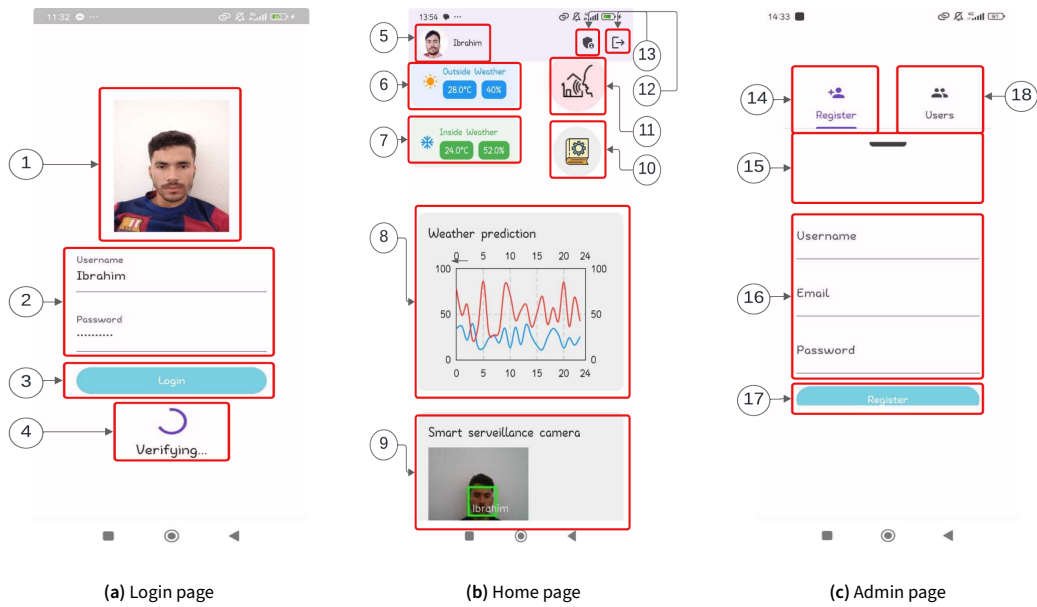 11:32
1
2
Username
Ibrahim
Password
..........
3
Login
4
Verifying...
(a) Login page
13:54
5
Ibrahim
13
6
Outside Weather
28.0°C 40%
12
11
7
Inside Weather
24.0°C 52.0%
10
8
Weather prediction
0 5 10 15 20 24
100 100
50 50
0 0
0 5 10 15 20 24
9
Smart serveillance camera
Ibrahim
(b) Home page
14:33
14
Register
Users
18
15
Username
16
Email
Password
17
Register
(c) Admin page